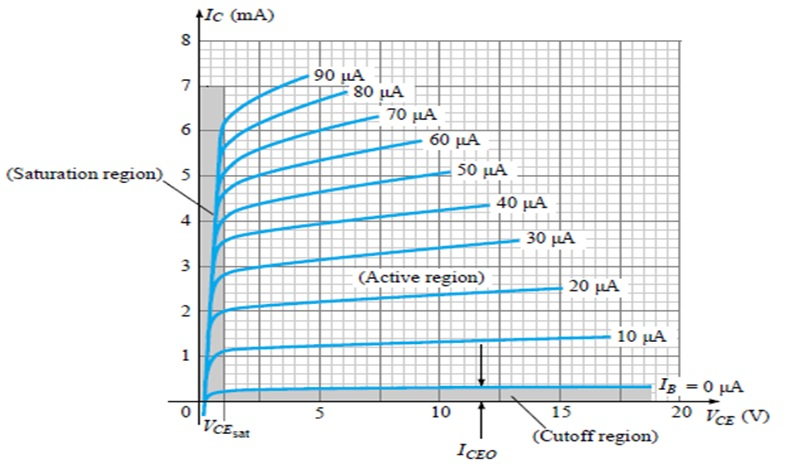 I_C (mA)
8
7
6
5
4
3
2
1
0
90 μA
80 μA
70 μA
60 μA
50 μA
40 μA
30 μA
20 μA
10 μA
I_B = 0 μA
(Saturation region)
(Active region)
V_CE_sat
5
10
15
20
V_CE (V)
(Cutoff region)
I_CEO